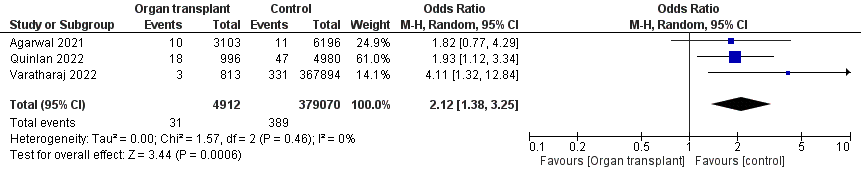 Organ transplant Control Odds Ratio Odds Ratio
Study or Subgroup Events Total Events Total Weight M-H, Random, 95% CI M-H, Random, 95% CI
Agarwal 2021 10 3103 11 6196 24.9% 1.82 [0.77, 4.29]
Quinlan 2022 18 996 47 4980 61.0% 1.93 [1.12, 3.34]
Varatharaj 2022 3 813 331 367894 14.1% 4.11 [1.32, 12.84]
Total (95% CI) 4912 379070 100.0% 2.12 [1.38, 3.25]
Total events 31 389
Heterogeneity: Tau² = 0.00; Chi² = 1.57, df = 2 (P = 0.46); I² = 0%
Test for overall effect: Z = 3.44 (P = 0.0006)
0.1 0.2 0.5 1 2 5 10
Favours [Organ transplant] Favours [control]